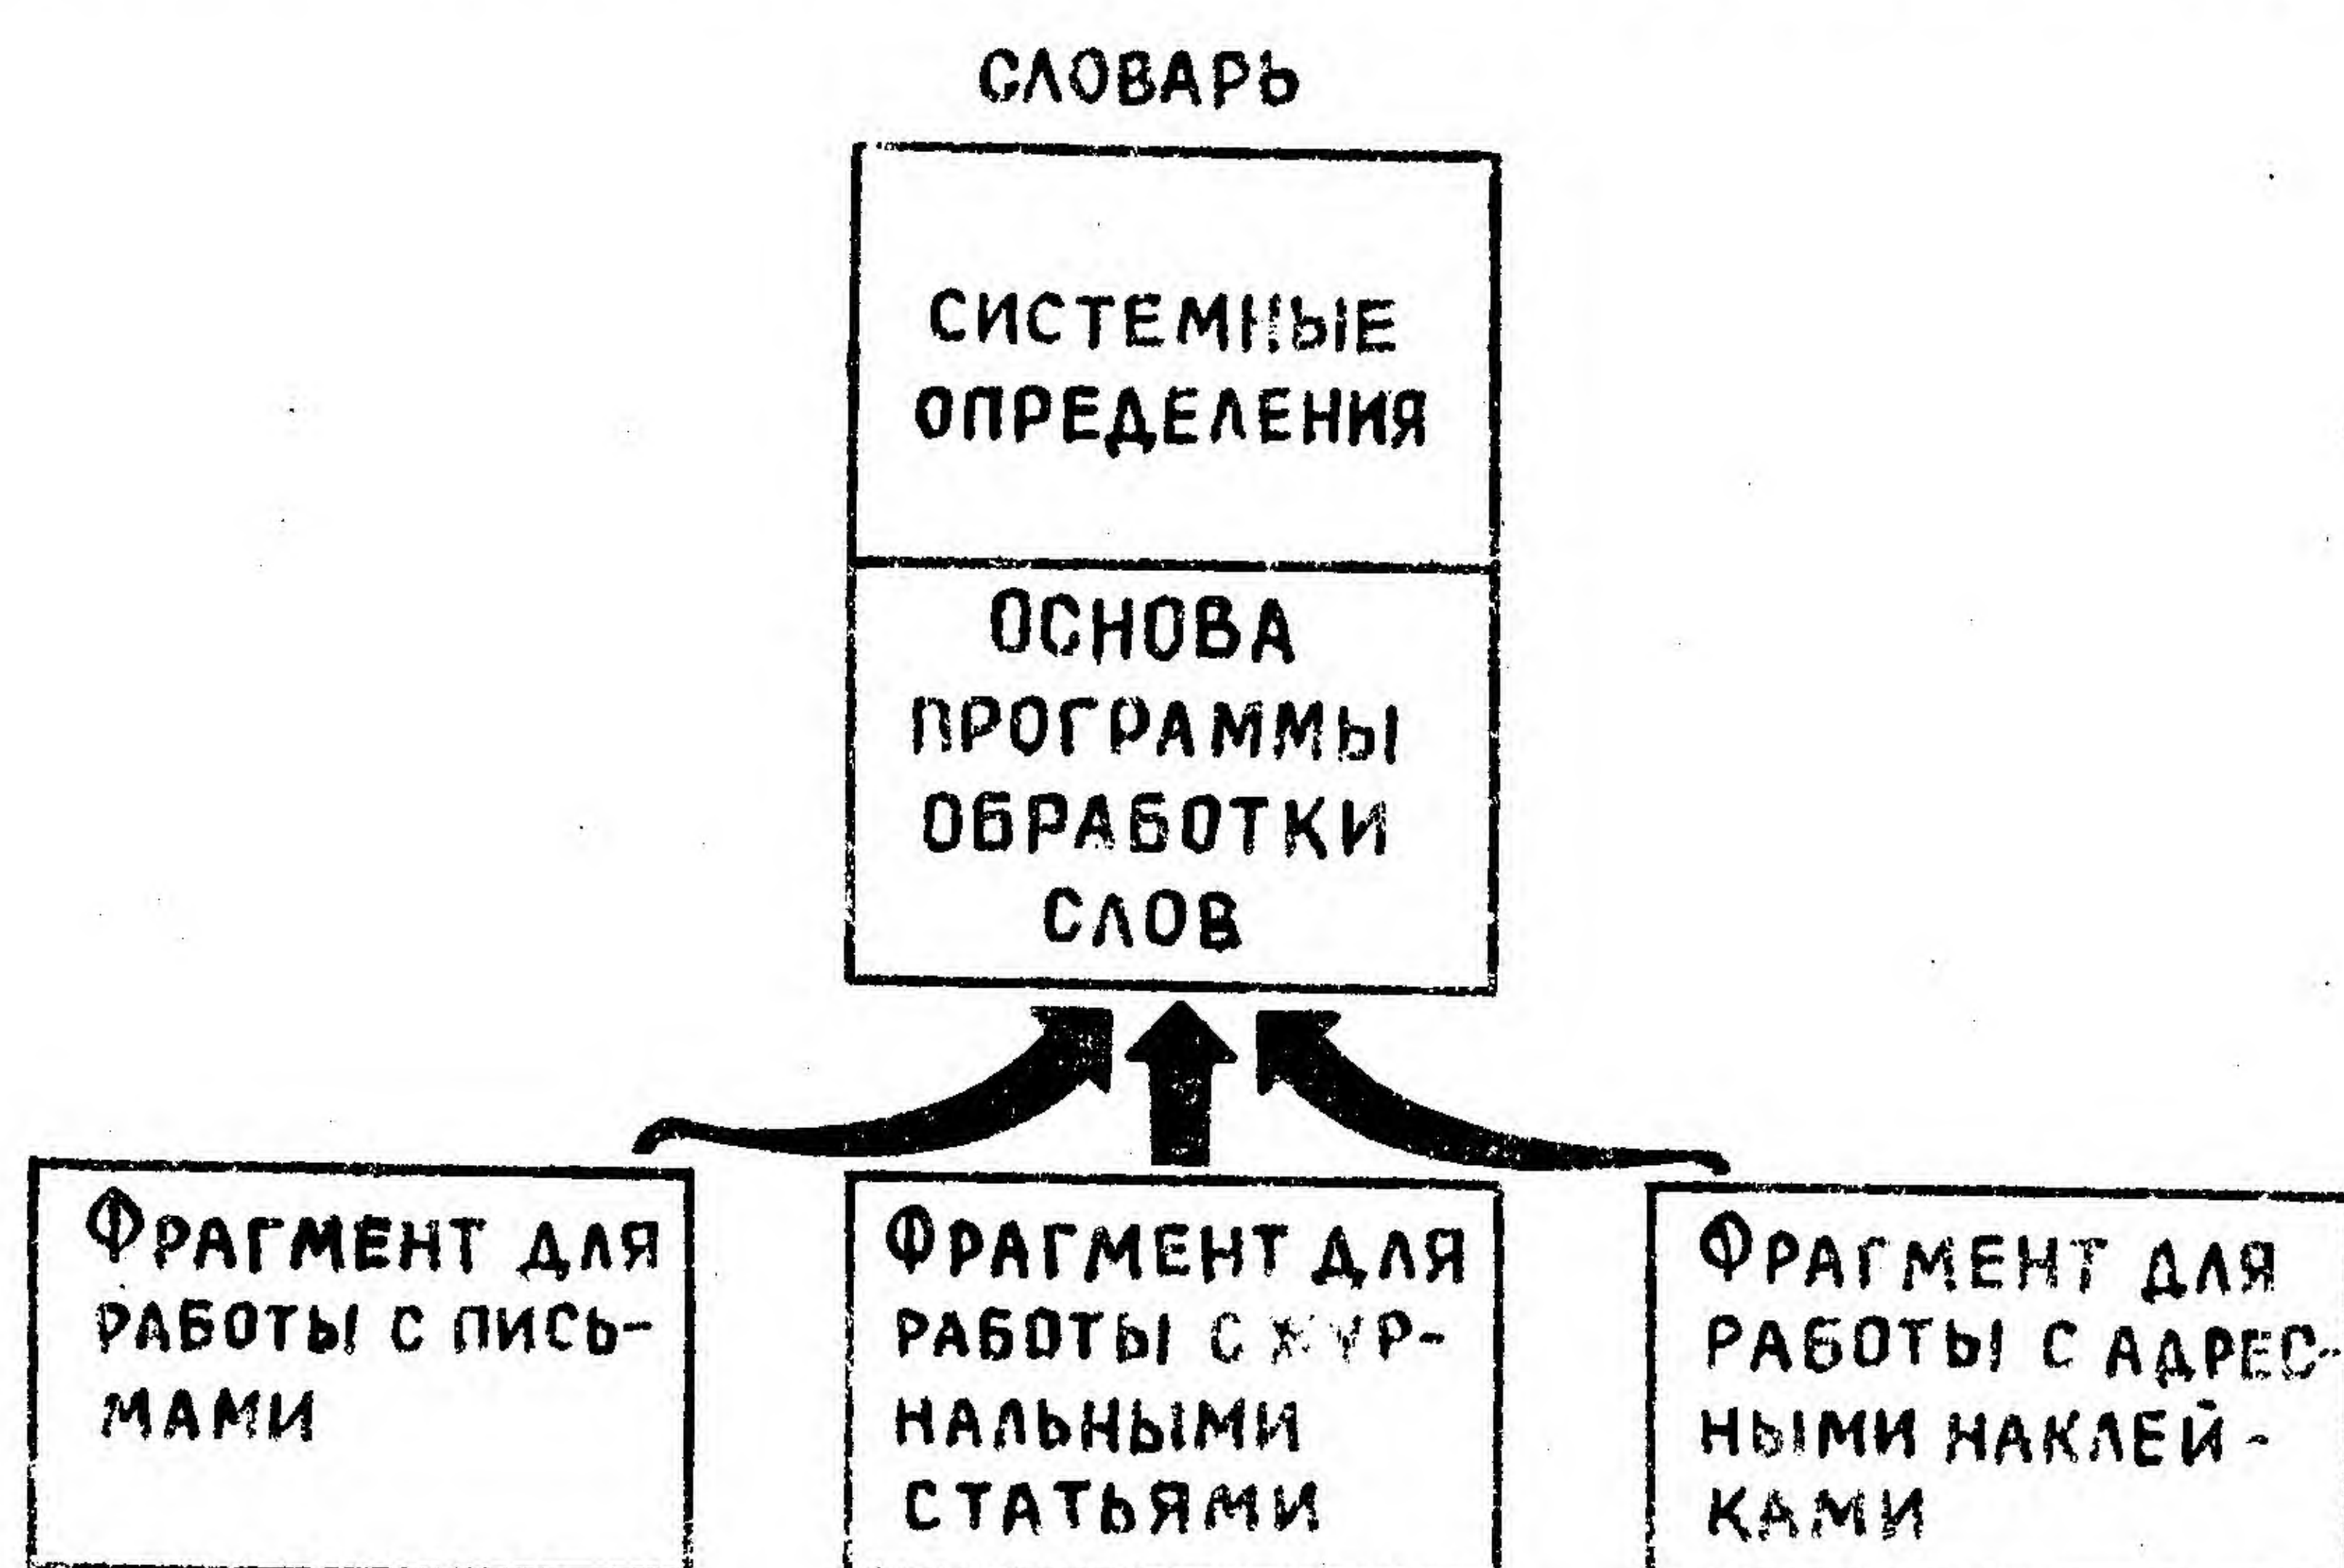 СЛОВАРЬ
СИСТЕМНЫЕ
ОПРЕДЕЛЕНИЯ
ОСНОВА
ПРОГРАММЫ
ОБРАБОТКИ
СЛОВ
ФРАГМЕНТ ДЛЯ
РАБОТЫ С ПИСЬ-
МАМИ
ФРАГМЕНТ ДЛЯ
РАБОТЫ С ЖУР-
НАЛЬНЫМИ
СТАТЬЯМИ
ФРАГМЕНТ ДЛЯ
РАБОТЫ С АДРЕС-
НЫМИ НАКЛЕЙ-
КАМИ